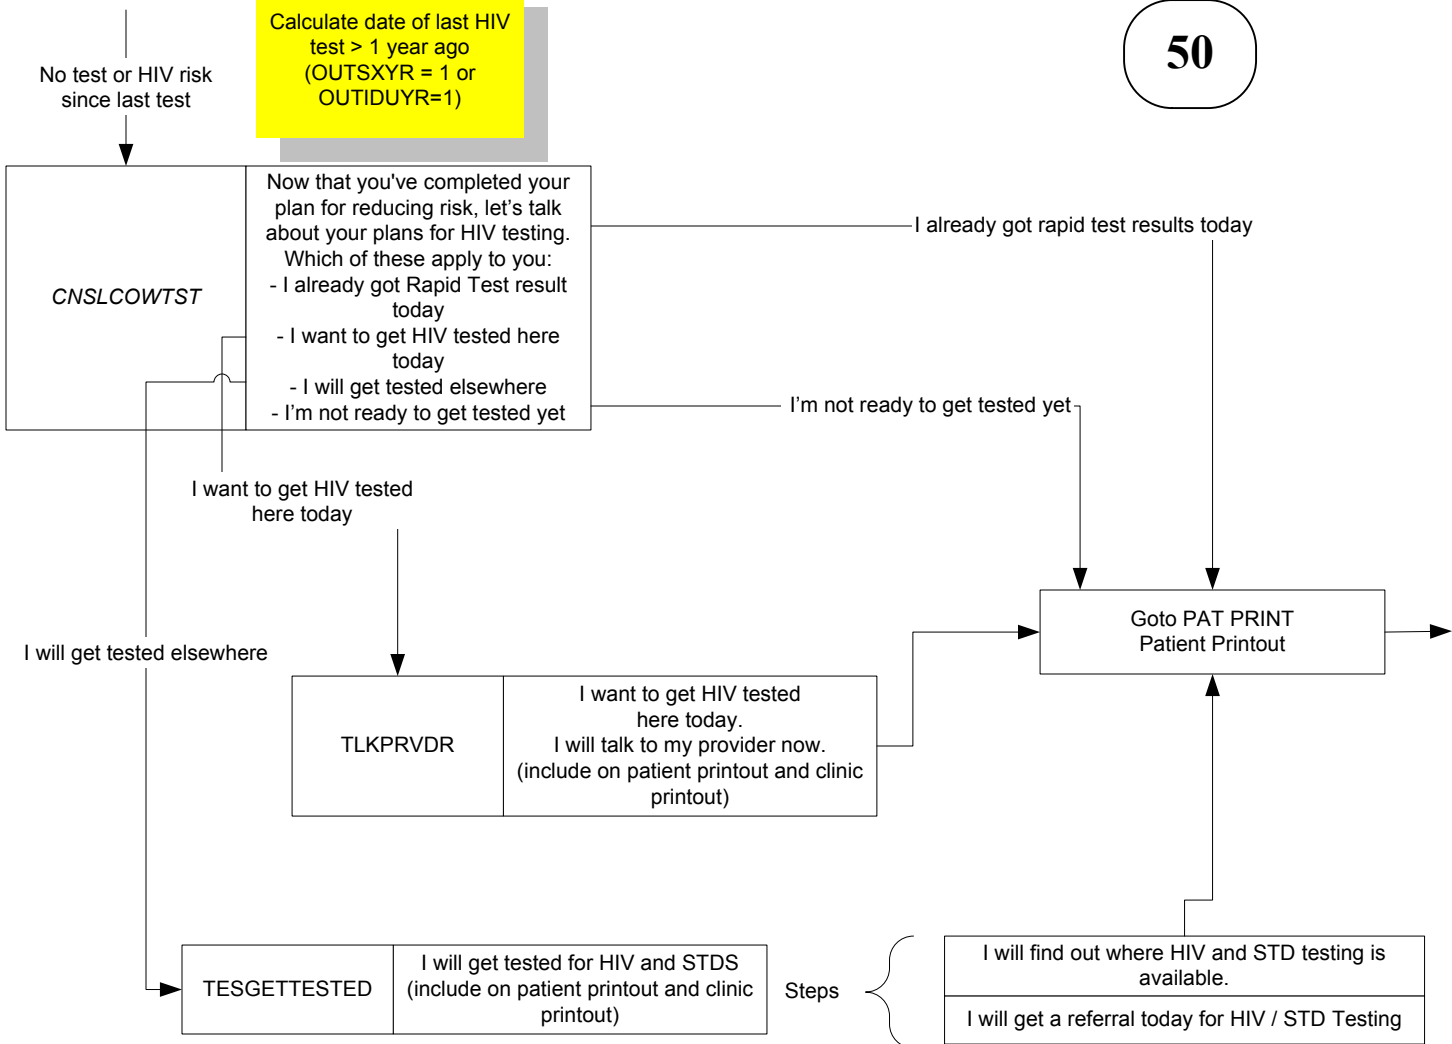 Calculate date of last HIV
test > 1 year ago
(OUTSXYR = 1 or
OUTIDUYR=1)
50
No test or HIV risk
since last test
CNSLCOWTST
Now that you've completed your
plan for reducing risk, let's talk
about your plans for HIV testing.
Which of these apply to you:
- I already got Rapid Test result
today
- I want to get HIV tested here
today
- I will get tested elsewhere
- I'm not ready to get tested yet
I already got rapid test results today
I'm not ready to get tested yet
I want to get HIV tested
here today
I will get tested elsewhere
Goto PAT PRINT
Patient Printout
TLKPRVDR
I want to get HIV tested
here today.
I will talk to my provider now.
(include on patient printout and clinic
printout)
TESGETTESTED
I will get tested for HIV and STDS
(include on patient printout and clinic
printout)
Steps
I will find out where HIV and STD testing is
available.
I will get a referral today for HIV / STD Testing